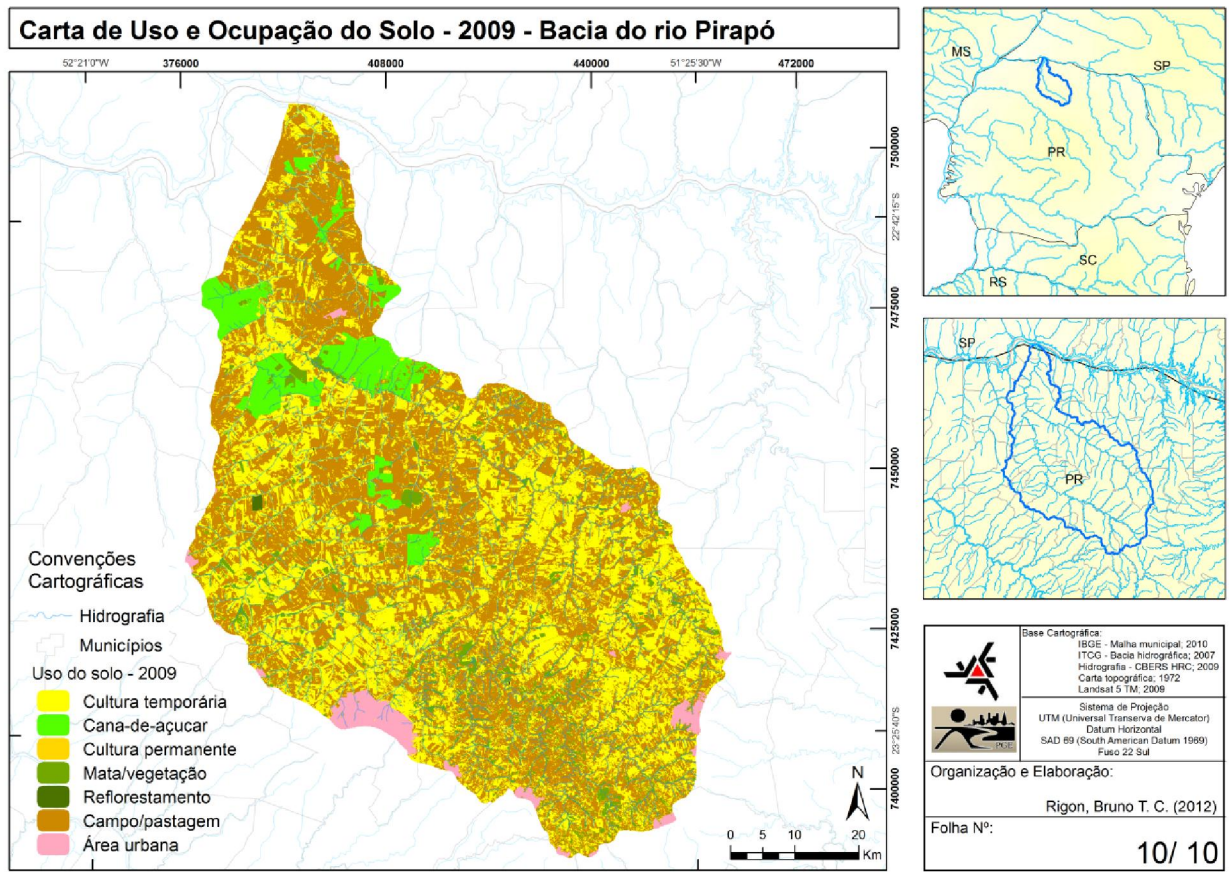 Carta de Uso e Ocupação do Solo - 2009 - Bacia do rio Pirapó
52°21'0"W
376000
408000
440000
51°25'30"W
472000
7500000
22°42'15"S
7475000
7450000
7425000
23°25'40"S
7400000
Convenções
Cartográficas
Hidrografia
Municípios
Uso do solo - 2009
Cultura temporária
Cana-de-açucar
Cultura permanente
Mata/vegetação
Reflorestamento
Campo/pastagem
Área urbana
N
0 5 10 20
Km
MS
SP
PR
SC
RS
SP
PR
Base Cartográfica:
IBGE - Malha municipal; 2010
ITCG - Bacia hidrográfica; 2007
Hidrografia - CBERS HRC; 2009
Carta topográfica; 1972
Landsat 5 TM; 2009
Sistema de Projeção
UTM (Universal Transerva de Mercator)
Datum Horizontal
SAD 69 (South American Datum 1969)
Fuso 22 Sul
PGE
Organização e Elaboração:
Rigon, Bruno T. C. (2012)
Folha Nº:
10/ 10